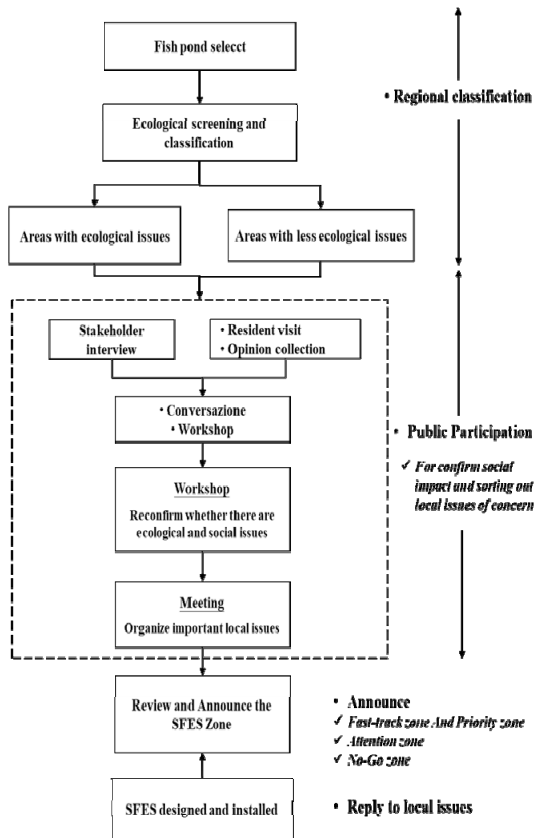 Fish pond selecct
• Regional classification
Ecological screening and
classification
Areas with ecological issues
Areas with less ecological issues
Stakeholder
interview
• Resident visit
• Opinion collection
• Conversazione
• Workshop
• Public Participation
✓ For confirm social
impact and sorting out
local issues of concern
Workshop
Reconfirm whether there are
ecological and social issues
Meeting
Organize important local issues
Review and Announce the
SFES Zone
• Announce
✓ Fast-track zone And Priority zone
✓ Attention zone
✓ No-Go zone
SFES designed and installed
• Reply to local issues